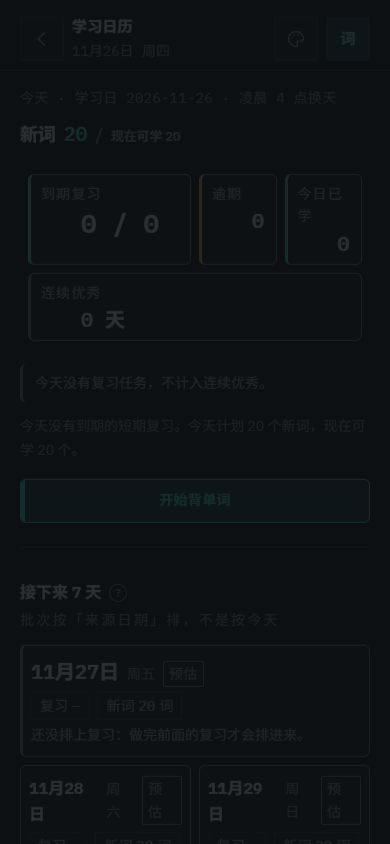 学习日历
11月26日 周四
词
今天 · 学习日 2026-11-26 · 凌晨 4 点换天
新词 20 / 现在可学 20
到期复习
0 / 0
逾期
0
今日已
学
0
连续优秀
0 天
今天没有复习任务，不计入连续优秀。
今天没有到期的短期复习。今天计划 20 个新词，现在可
学 20 个。
开始背单词
接下来 7 天 ?
批次按「来源日期」排，不是按今天
11月27日 周五 预估
复习 — 新词 20 词
还没排上复习：做完前面的复习才会排进来。
11月28
日
周
六
预
估
11月29
日
周
日
预
估